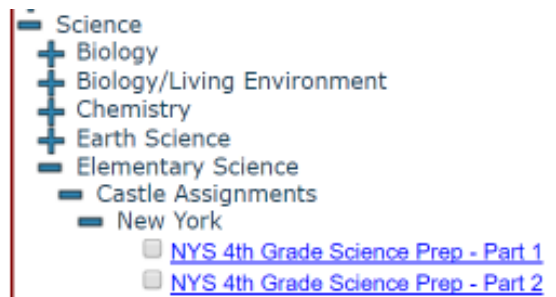 Science
Biology
Biology/Living Environment
Chemistry
Earth Science
Elementary Science
Castle Assignments
New York
NYS 4th Grade Science Prep - Part 1
NYS 4th Grade Science Prep - Part 2